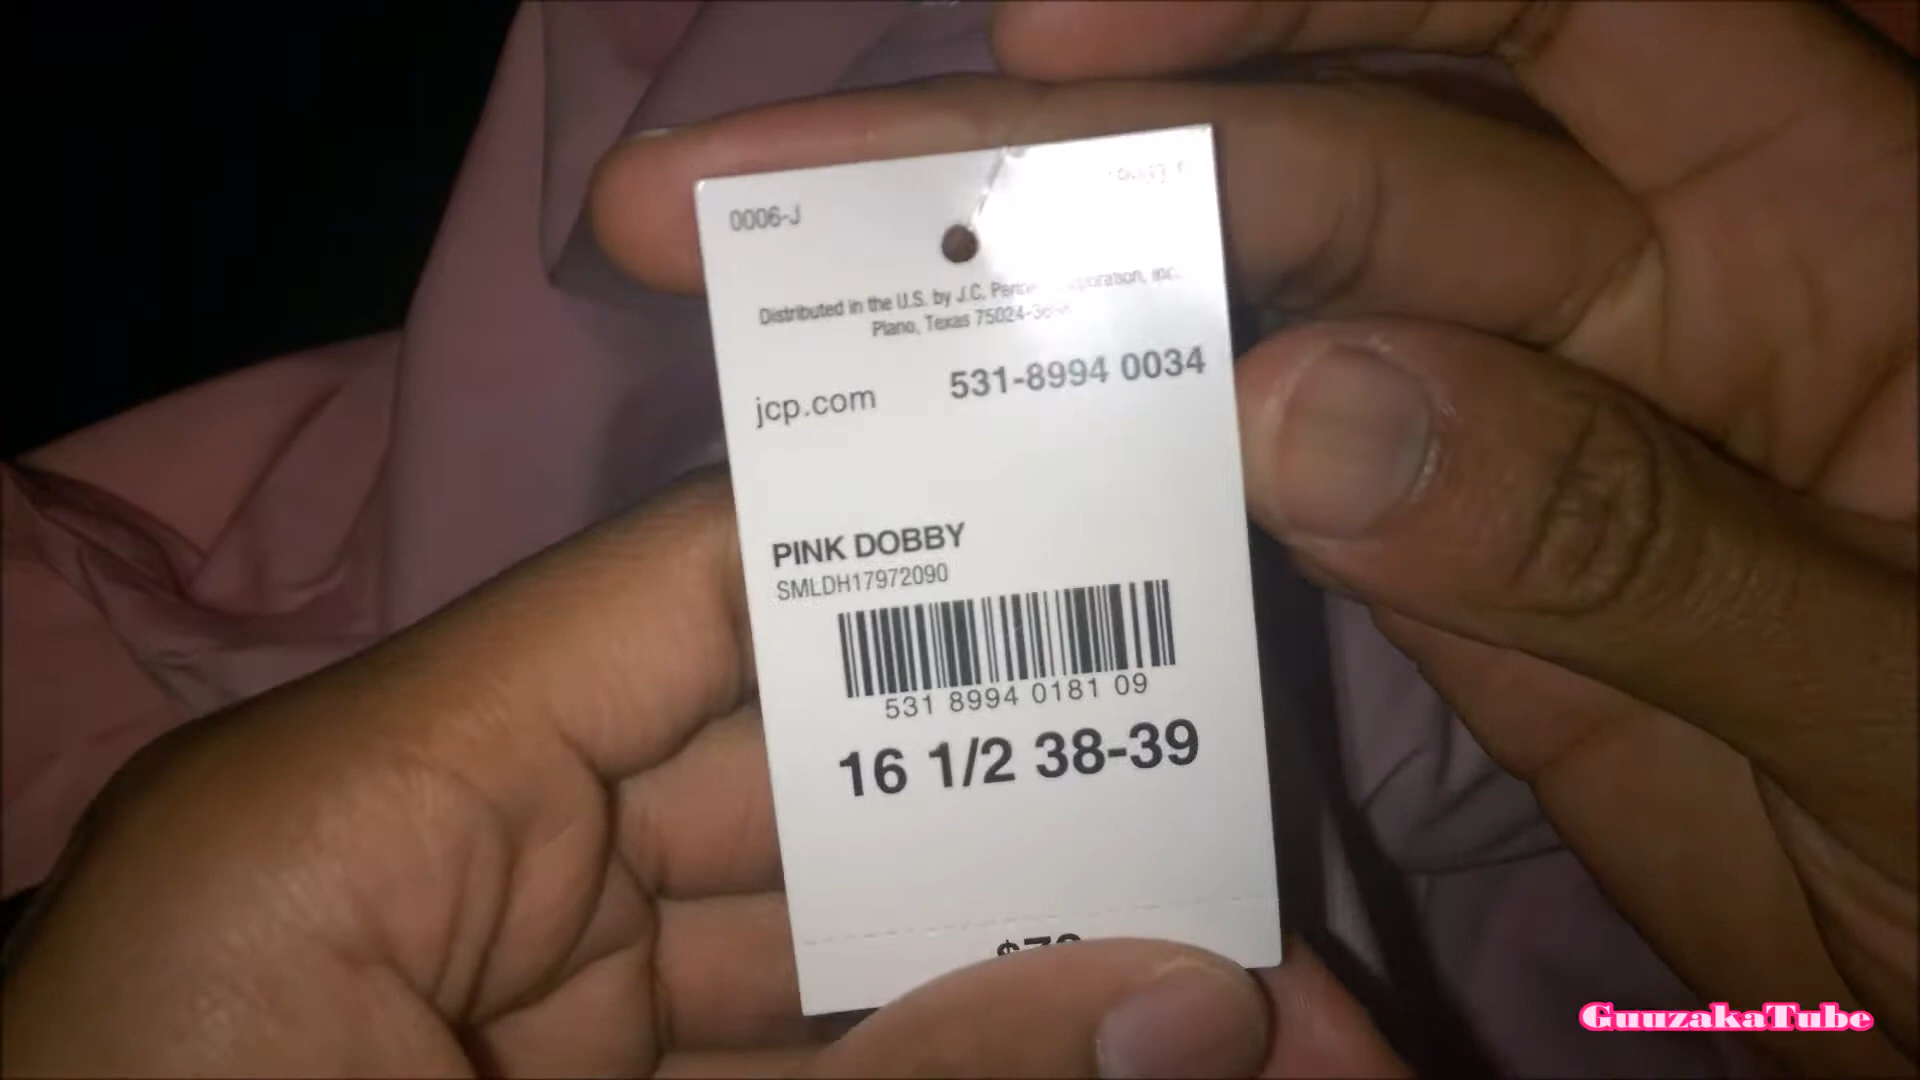 0006-J
Distributed in the U.S. by J.C.
Plano, Texas
jcp.com 531-8994 0034
PINK DOBBY
SMLDH17972090
531 8994 0181 09
16 1/2 38-39
GuuzakaTube